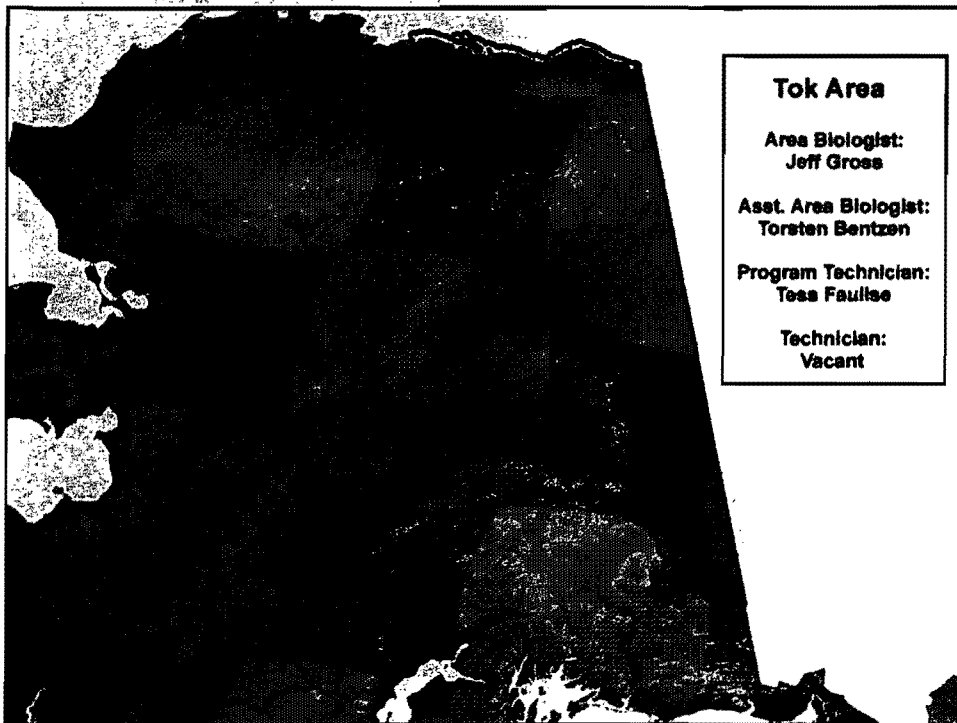 Tok Area
Area Biologist:
Jeff Gross
Asst. Area Biologist:
Torsten Bentzen
Program Technician:
Tess Faulise
Technician:
Vacant